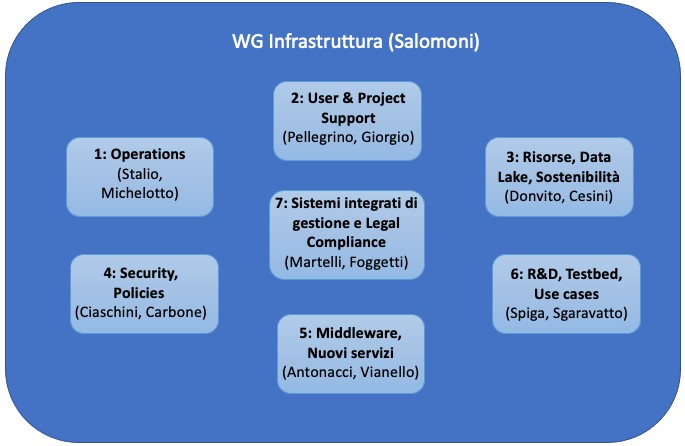 WG Infrastruttura (Salomoni)
1: Operations
(Stalio,
Michelotto)
2: User & Project
Support
(Pellegrino, Giorgio)
3: Risorse, Data
Lake, Sostenibilità
(Donvito, Cesini)
7: Sistemi integrati di
gestione e Legal
Compliance
(Martelli, Foggetti)
4: Security,
Policies
(Ciaschini, Carbone)
5: Middleware,
Nuovi servizi
(Antonacci, Vianello)
6: R&D, Testbed,
Use cases
(Spiga, Sgaravatto)